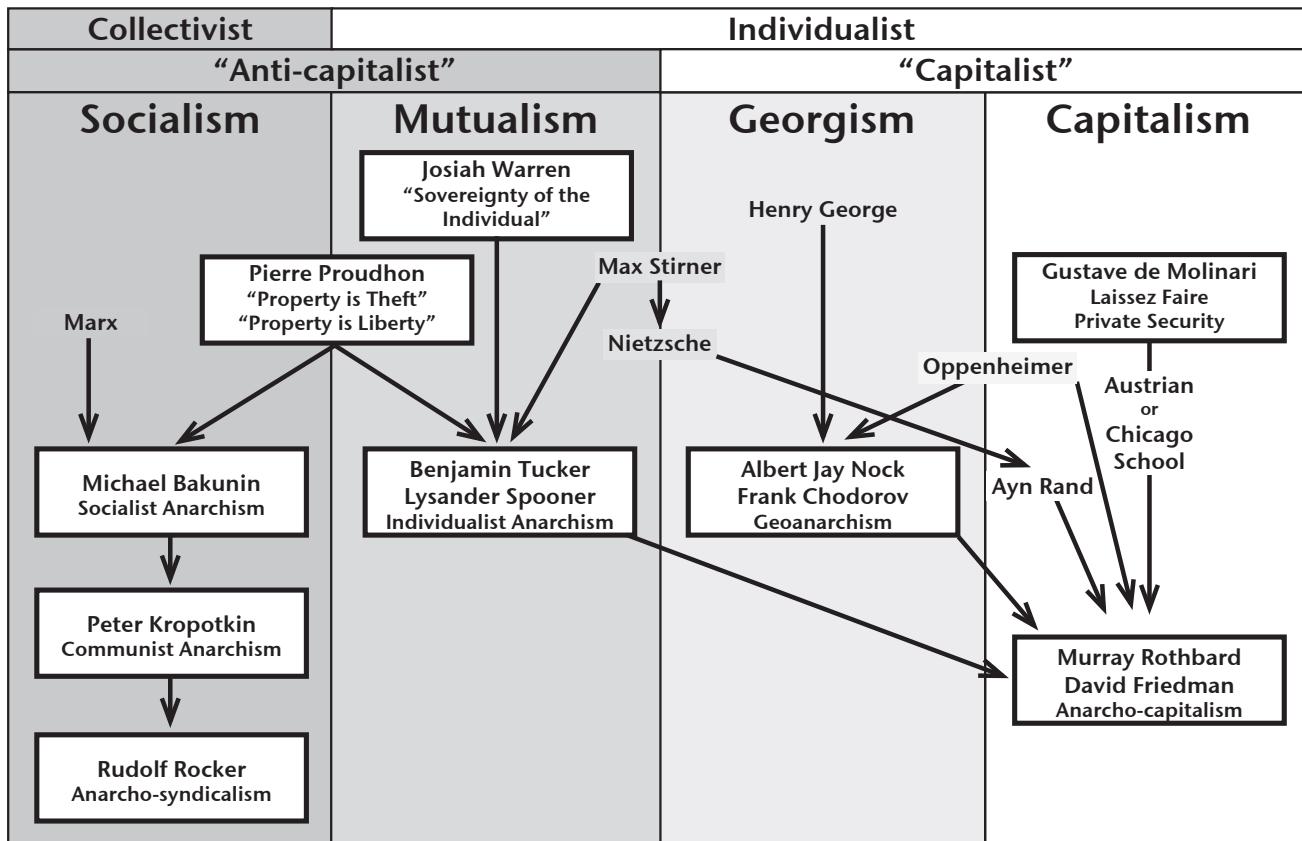 Collectivist
Individualist
“Anti-capitalist”
“Capitalist”
Socialism
Mutualism
Georgism
Capitalism
Josiah Warren
“Sovereignty of the
Individual”
Henry George
Pierre Proudhon
“Property is Theft”
“Property is Liberty”
Max Stirner
Gustave de Molinari
Laissez Faire
Private Security
Marx
Nietzsche
Oppenheimer
Austrian
or
Chicago
School
Michael Bakunin
Socialist Anarchism
Benjamin Tucker
Lysander Spooner
Individualist Anarchism
Albert Jay Nock
Frank Chodorov
Geoanarchism
Ayn Rand
Peter Kropotkin
Communist Anarchism
Murray Rothbard
David Friedman
Anarcho-capitalism
Rudolf Rocker
Anarcho-syndicalism